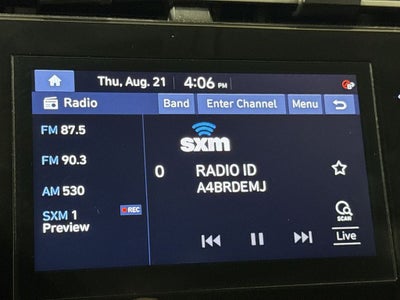 Thu, Aug. 21 4:06 PM
Radio Band Enter Channel Menu
FM 87.5
FM 90.3
AM 530
SXM 1 REC
Preview
sxm
0 RADIO ID
A4BRDEMJ
SCAN
Live